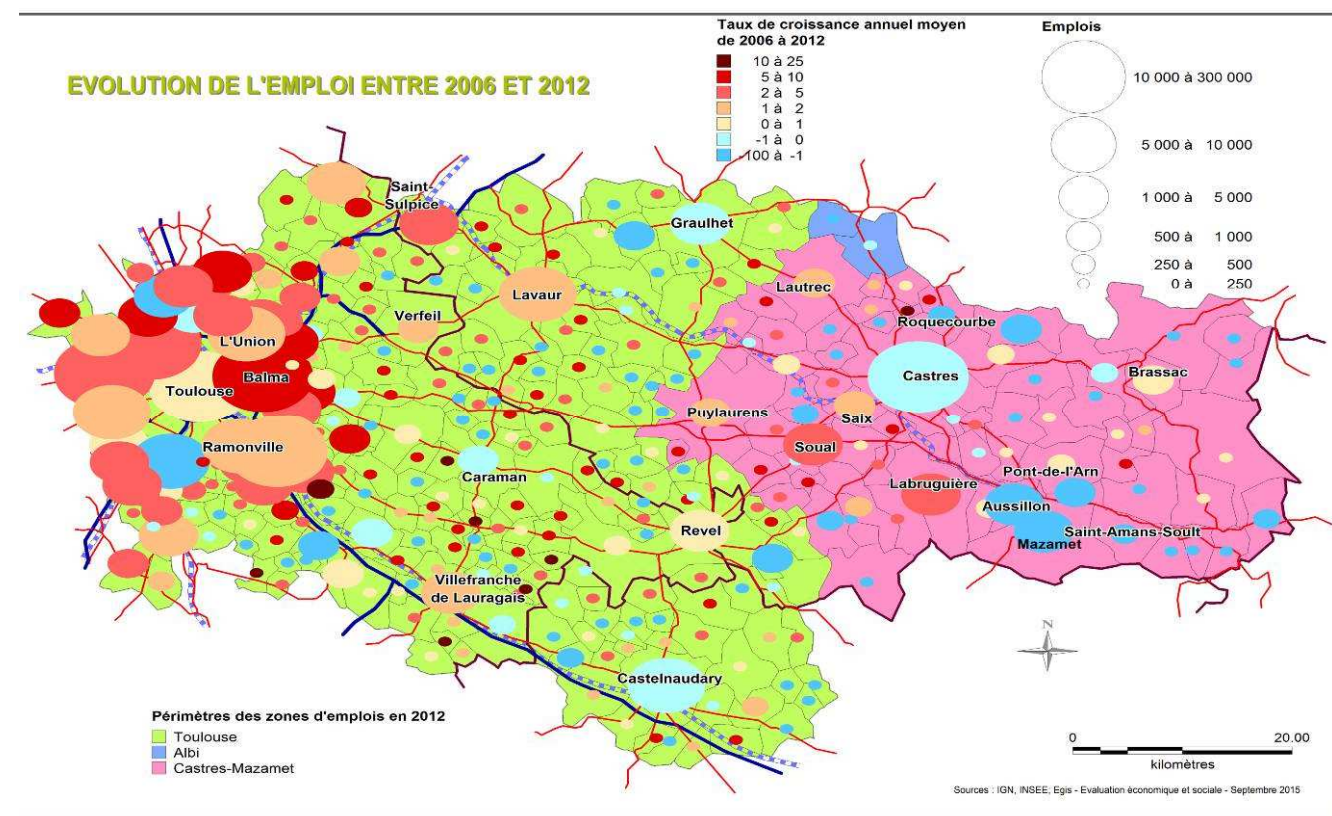 EVOLUTION DE L'EMPLOI ENTRE 2006 ET 2012
Taux de croissance annuel moyen
de 2006 à 2012
10 à 25
5 à 10
2 à 5
1 à 2
0 à 1
-1 à 0
-100 à -1
Emplois
10 000 à 300 000
5 000 à 10 000
1 000 à 5 000
500 à 1 000
250 à 500
0 à 250
Saint-
Sulpice
Graulhet
Lavaur
Lautrec
Verfeil
Roquecourbe
L'Union
Balma
Toulouse
Castres
Brassac
Puylaurens
Saix
Ramonville
Soual
Caraman
Pont-de-l'Arn
Labruguière
Aussillon
Revel
Saint-Amans-Soult
Mazamet
Villefranche
de Lauragais
Castelnaudary
N
Périmètres des zones d'emplois en 2012
Toulouse
Albi
Castres-Mazamet
0 20.00
kilomètres
Sources : IGN, INSEE, Egis - Evaluation économique et sociale - Septembre 2015